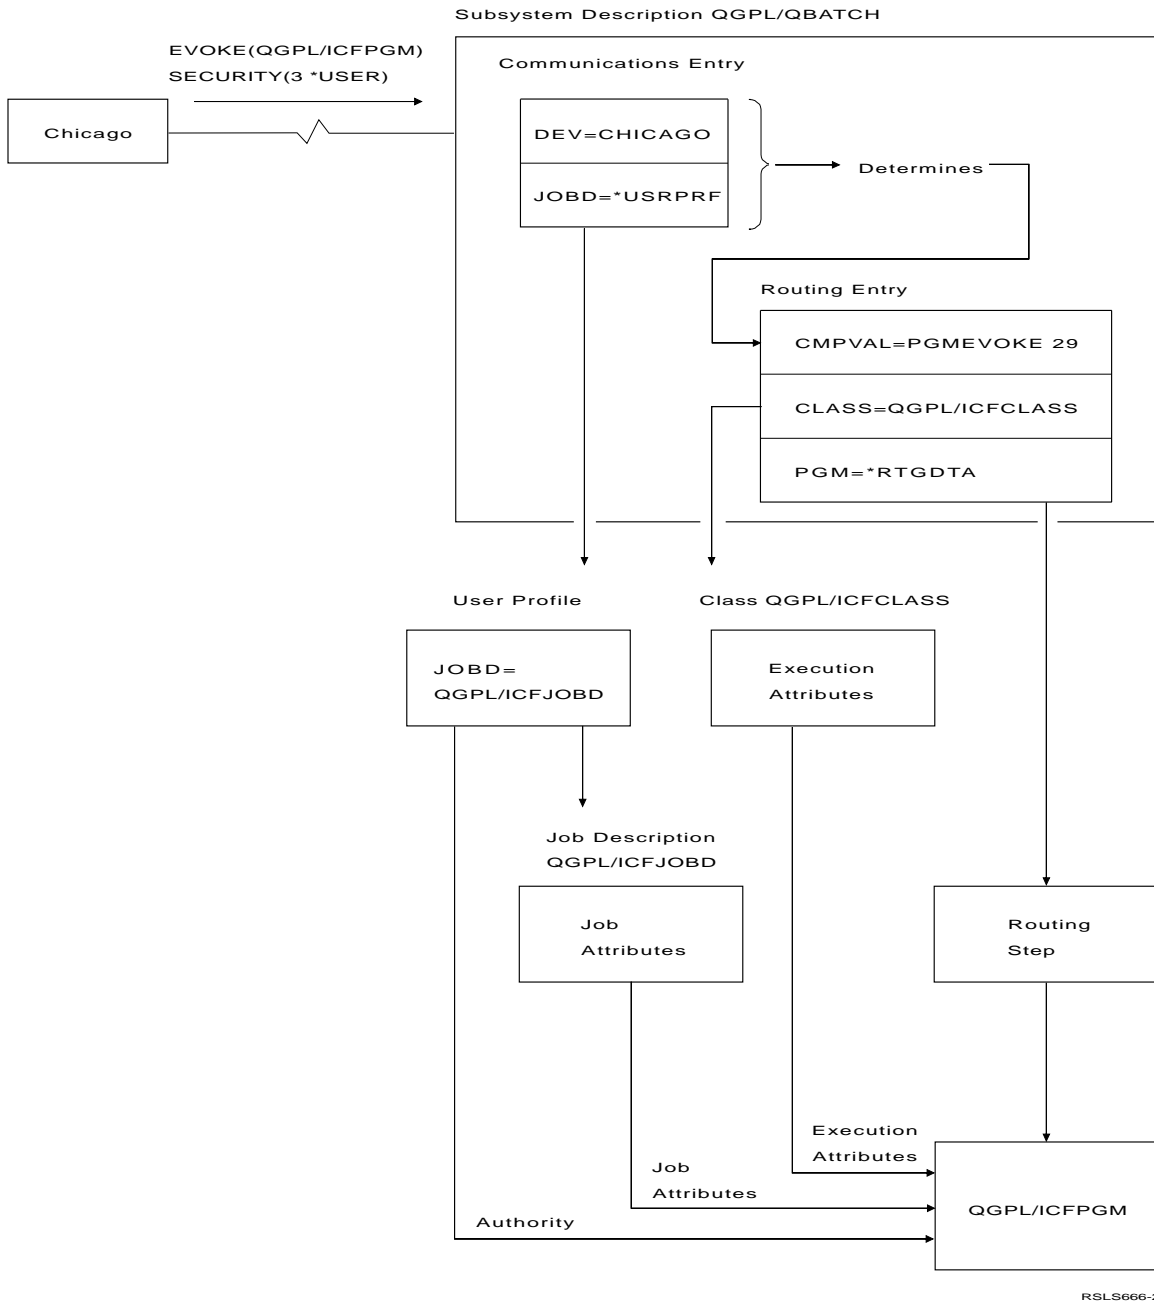 Subsystem Description QGPL/QBATCH
EVOKE(QGPL/ICFPGM)
SECURITY(3 *USER)
Communications Entry
Chicago
DEV=CHICAGO
JOBD=*USRPRF
Determines
Routing Entry
CMPVAL=PGMEVOKE 29
CLASS=QGPL/ICFCLASS
PGM=*RTGDTA
User Profile
Class QGPL/ICFCLASS
JOBD=
QGPL/ICFJOBD
Execution
Attributes
Job Description
QGPL/ICFJOBD
Job
Attributes
Routing
Step
Execution
Attributes
Job
Attributes
Authority
QGPL/ICFPGM
RSLS666-2